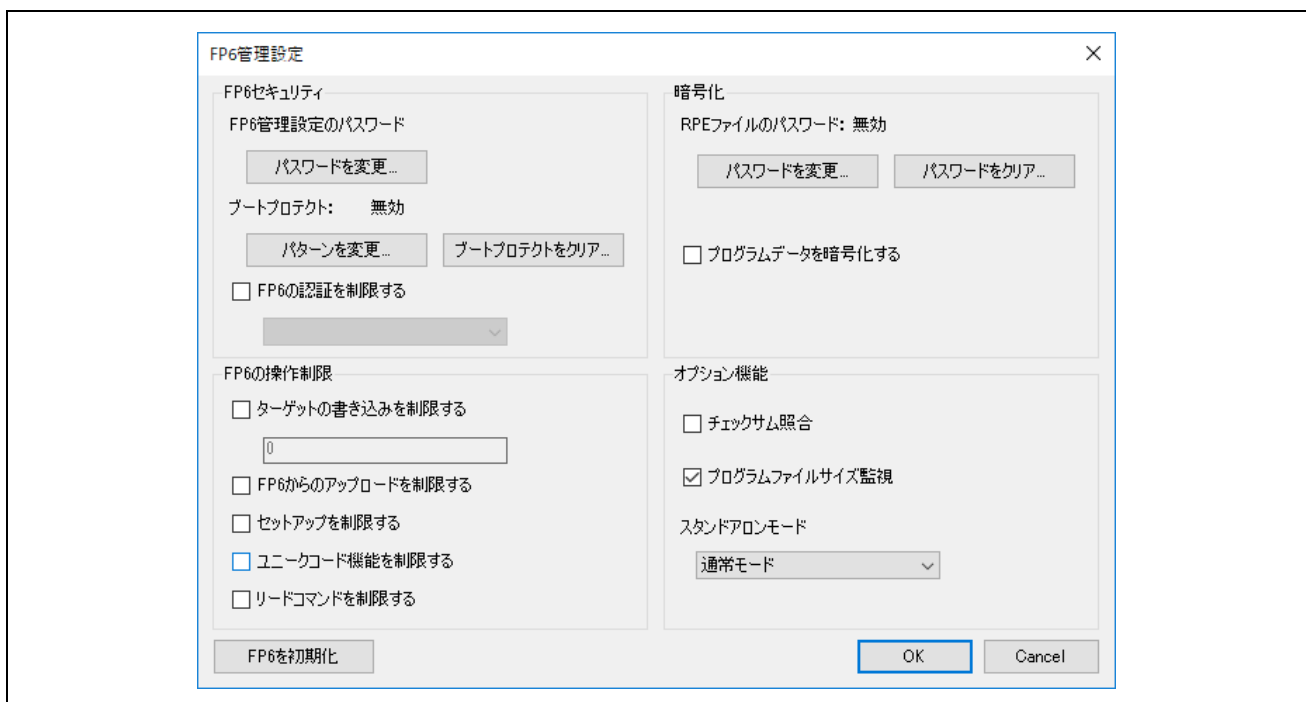 FP6管理設定
FP6セキュリティ
FP6管理設定のパスワード
パスワードを変更...
ブートプロテクト: 無効
パターンを変更... ブートプロテクトをクリア...
FP6の認証を制限する
暗号化
RPEファイルのパスワード: 無効
パスワードを変更... パスワードをクリア...
プログラムデータを暗号化する
FP6の操作制限
ターゲットの書き込みを制限する
0
FP6からのアップロードを制限する
セットアップを制限する
ユニークコード機能を制限する
リードコマンドを制限する
オプション機能
チェックサム照合
プログラムファイルサイズ監視
スタンドアロンモード
通常モード
FP6を初期化 OK Cancel